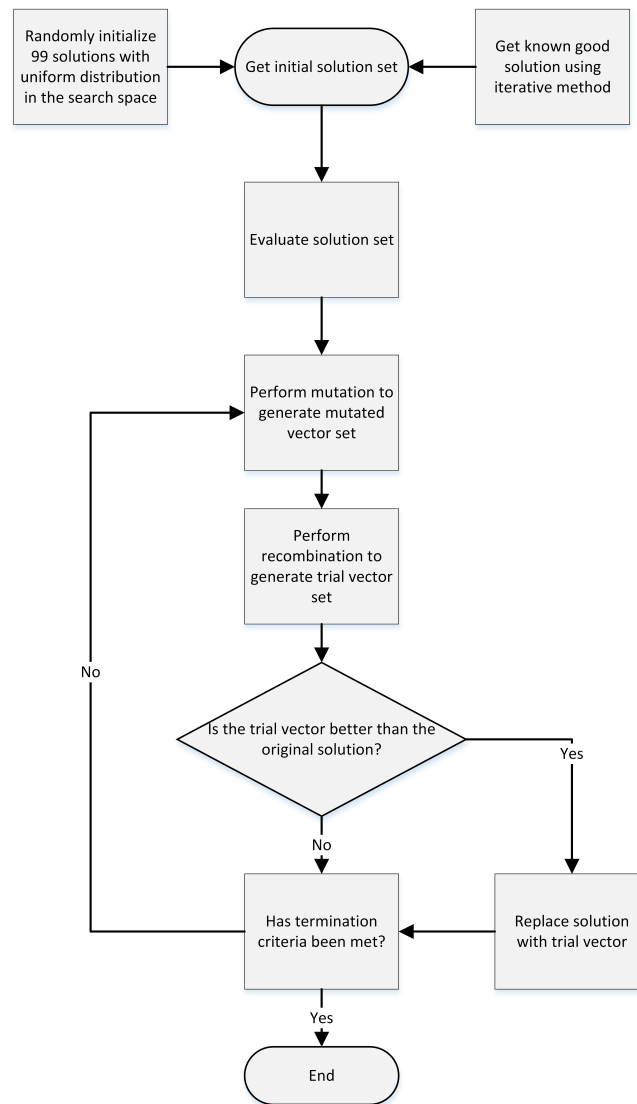 Randomly initialize
99 solutions with
uniform distribution
in the search space
Get initial solution set
Get known good
solution using
iterative method
Evaluate solution set
Perform mutation to
generate mutated
vector set
Perform
recombination to
generate trial vector
set
No
Is the trial vector better than the
original solution?
Yes
No
Has termination
criteria been met?
Replace solution
with trial vector
Yes
End